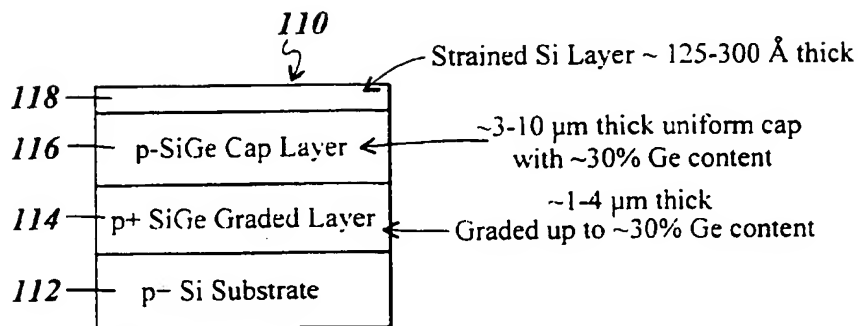 110
Strained Si Layer ~ 125-300 Å thick
118
116
p-SiGe Cap Layer
~3-10 µm thick uniform cap
with ~30% Ge content
114
p+ SiGe Graded Layer
~1-4 µm thick
Graded up to ~30% Ge content
112
p− Si Substrate